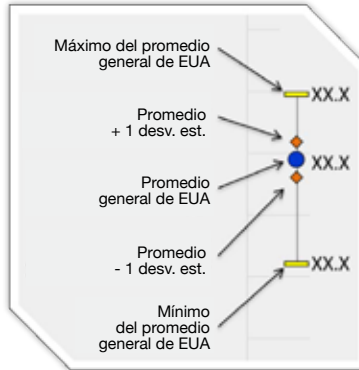 Máximo del promedio
general de EUA
XX.X
Promedio
+ 1 desv. est.
XX.X
Promedio
general de EUA
Promedio
- 1 desv. est.
XX.X
Mínimo
del promedio
general de EUA